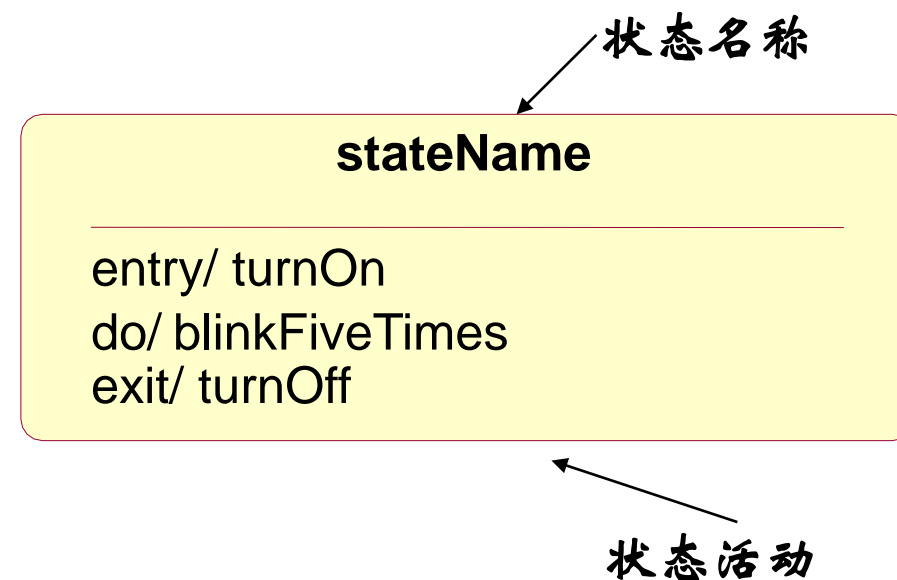 状态名称
stateName
entry/ turnOn
do/ blinkFiveTimes
exit/ turnOff
状态活动